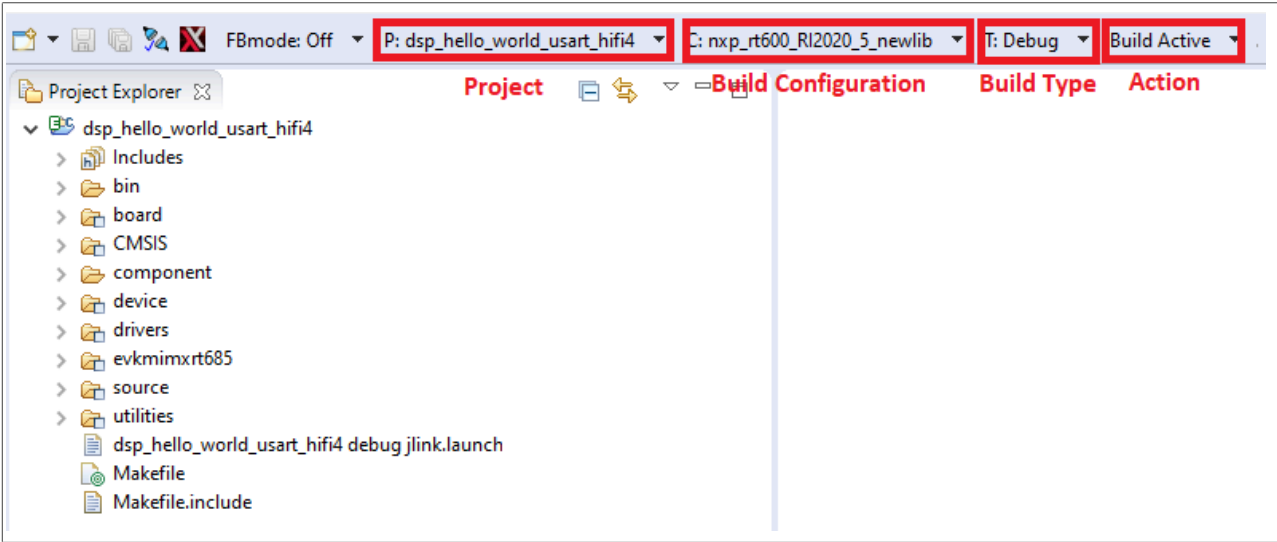 FBmode: Off P: dsp_hello_world_usart_hifi4 C: nxp_rt600_RI2020_5_newlib T: Debug Build Active
Project Explorer Project Build Configuration Build Type Action
dsp_hello_world_usart_hifi4
Includes
bin
board
CMSIS
component
device
drivers
evkmimxrt685
source
utilities
dsp_hello_world_usart_hifi4 debug jlink.launch
Makefile
Makefile.include